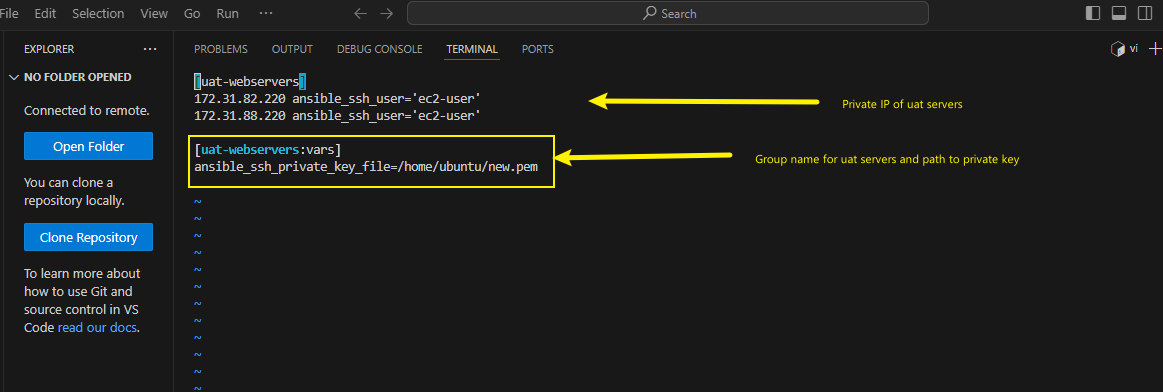 File Edit Selection View Go Run ···
Search
EXPLORER ···
NO FOLDER OPENED
Connected to remote.
Open Folder
You can clone a
repository locally.
Clone Repository
To learn more about
how to use Git and
source control in VS
Code read our docs.
PROBLEMS OUTPUT DEBUG CONSOLE TERMINAL PORTS
vi
[uat-webservers]
172.31.82.220 ansible_ssh_user='ec2-user'
172.31.88.220 ansible_ssh_user='ec2-user'
Private IP of uat servers
[uat-webservers:vars]
ansible_ssh_private_key_file=/home/ubuntu/new.pem
Group name for uat servers and path to private key
~
~
~
~
~
~
~
~
~
~
~
~